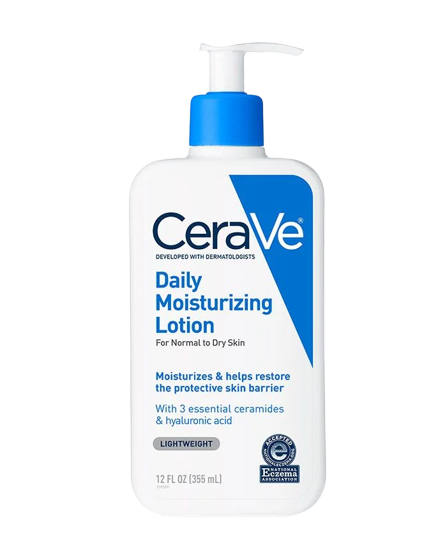 CeraVe®
DEVELOPED WITH DERMATOLOGISTS
Daily
Moisturizing
Lotion
For Normal to Dry Skin
Moisturizes & helps restore
the protective skin barrier
With 3 essential ceramides
& hyaluronic acid
LIGHTWEIGHT
ACCEPTED
e
NATIONAL
Eczema
ASSOCIATION
12 FL OZ (355 mL)